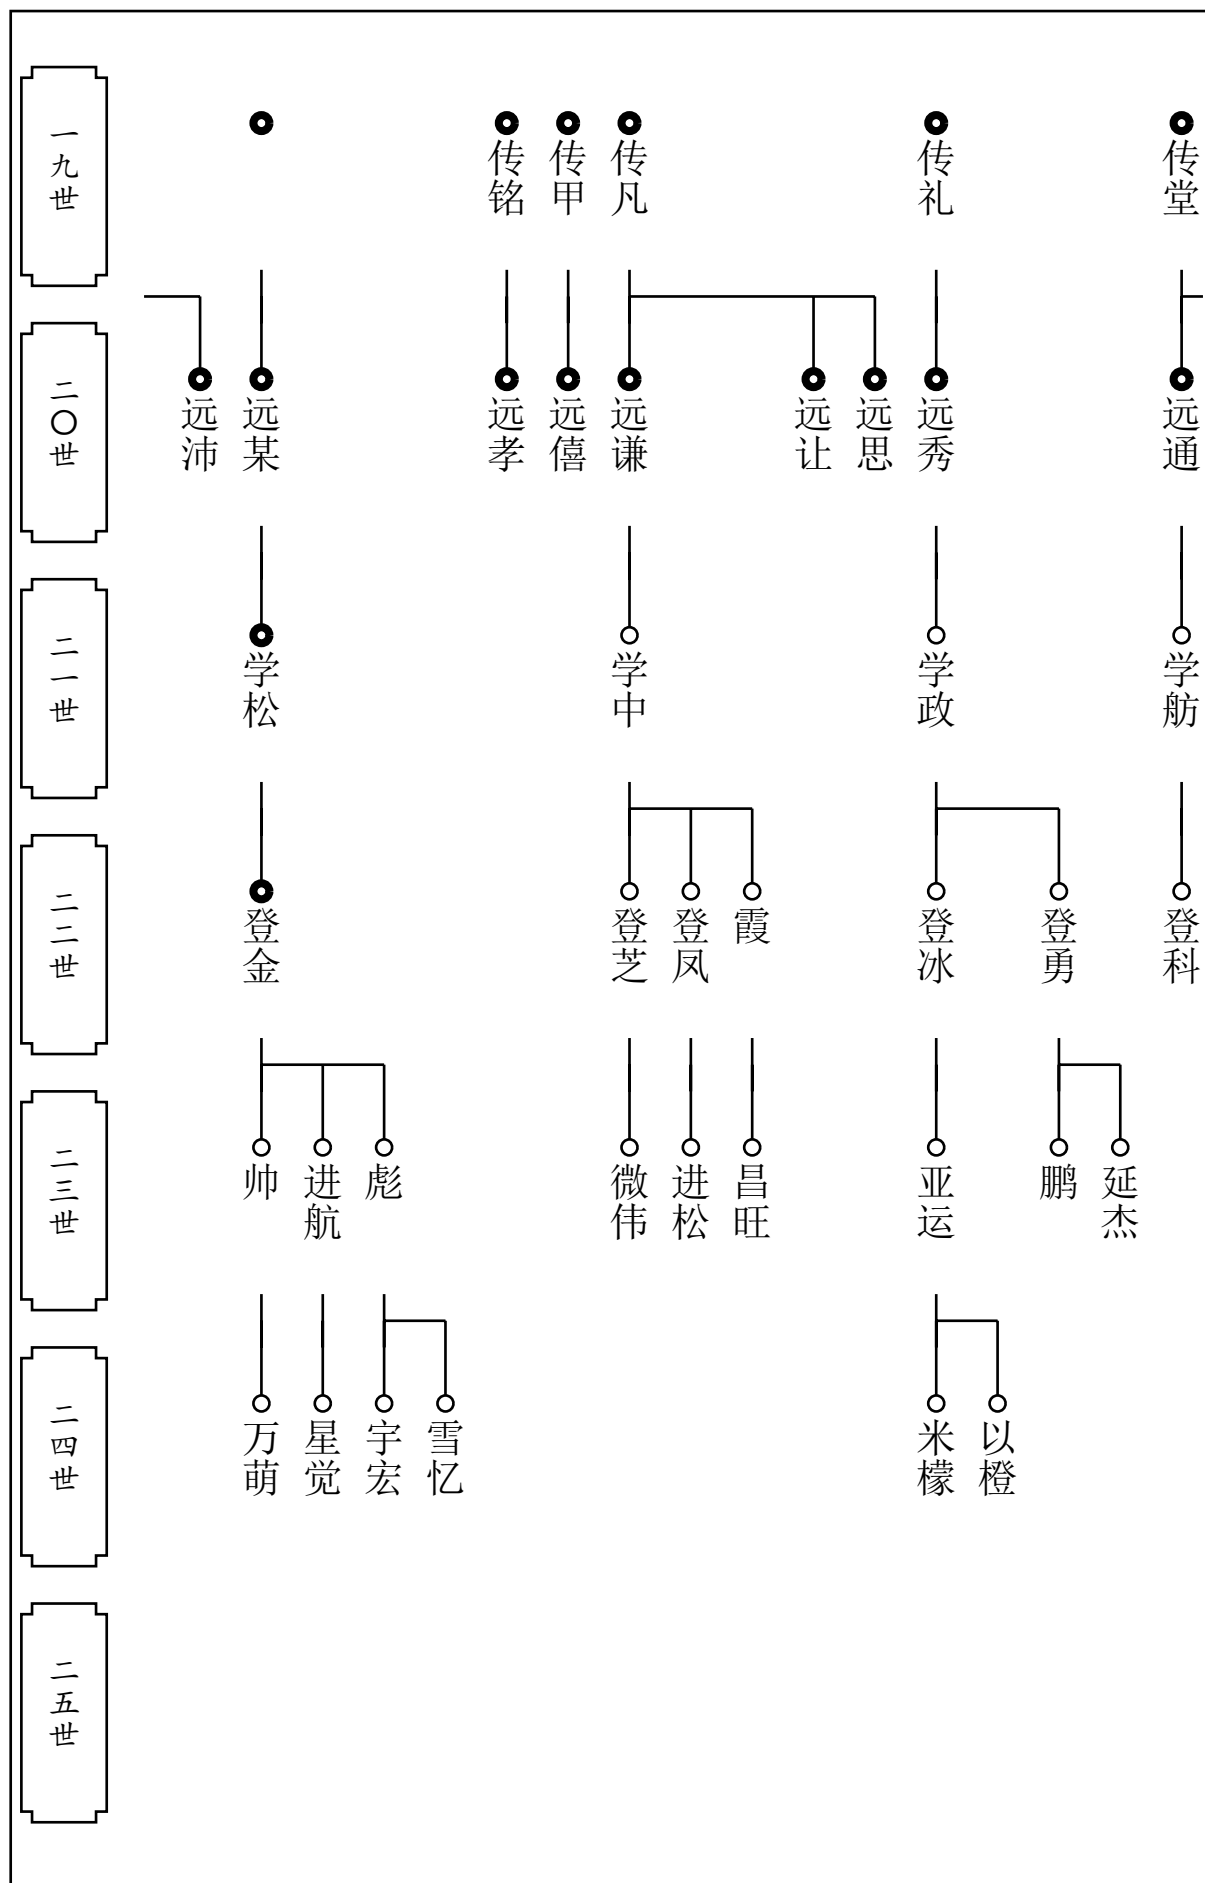 一九世
传铭
传甲
传凡
传礼
传堂
二〇世
远沛
远某
远孝
远僖
远谦
远让
远思
远秀
远通
二一世
学松
学中
学政
学舫
二二世
登金
登芝
登凤
霞
登冰
登勇
登科
二三世
帅
进航
彪
微伟
进松
昌旺
亚运
鹏
延杰
二四世
万萌
星觉
宇宏
雪忆
米檬
以橙
二五世